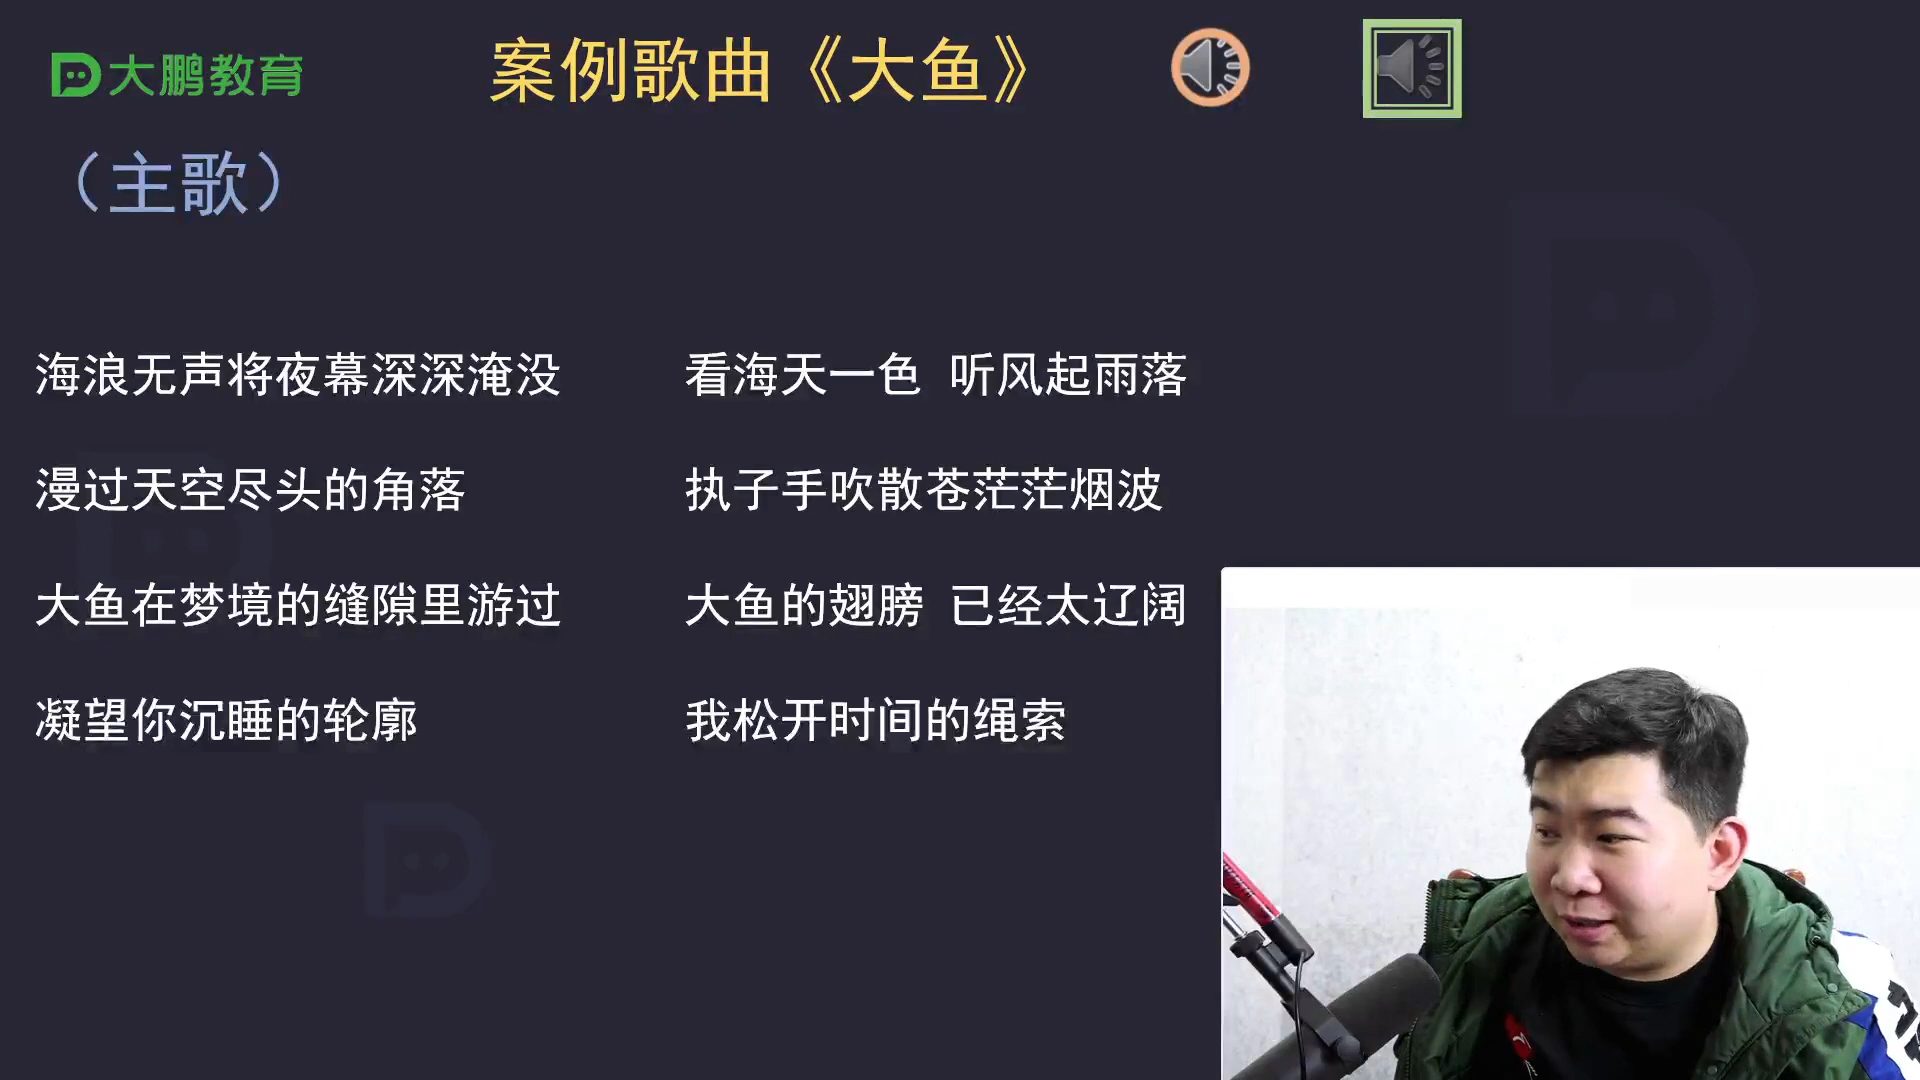 大鹏教育
案例歌曲《大鱼》
（主歌）
海浪无声将夜幕深深淹没
漫过天空尽头的角落
大鱼在梦境的缝隙里游过
凝望你沉睡的轮廓
看海天一色 听风起雨落
执子手吹散苍茫茫烟波
大鱼的翅膀 已经太辽阔
我松开时间的绳索